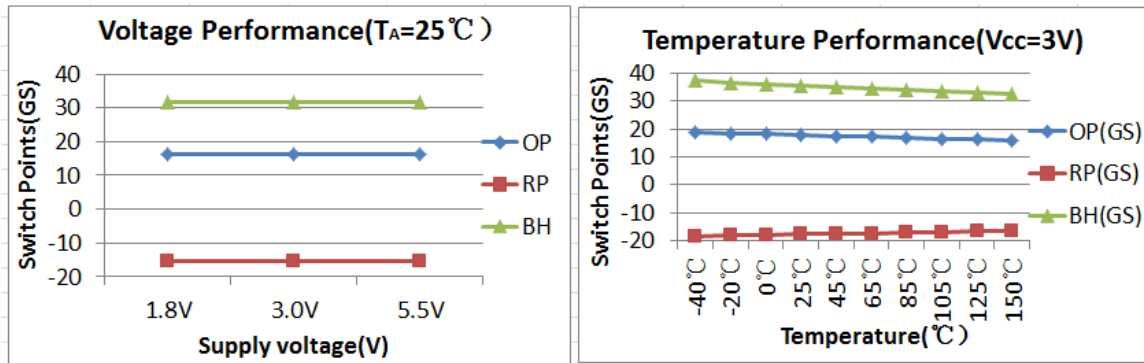 Voltage Performance(TA=25℃)
Switch Points(GS)
40
30
20
10
0
-10
-20
1.8V 3.0V 5.5V
Supply voltage(V)
OP
RP
BH
Temperature Performance(Vcc=3V)
Switch Points(GS)
40
30
20
10
0
-10
-20
-40℃ -20℃ 0℃ 25℃ 45℃ 65℃ 85℃ 105℃ 125℃ 150℃
Temperature(℃)
OP(GS)
RP(GS)
BH(GS)